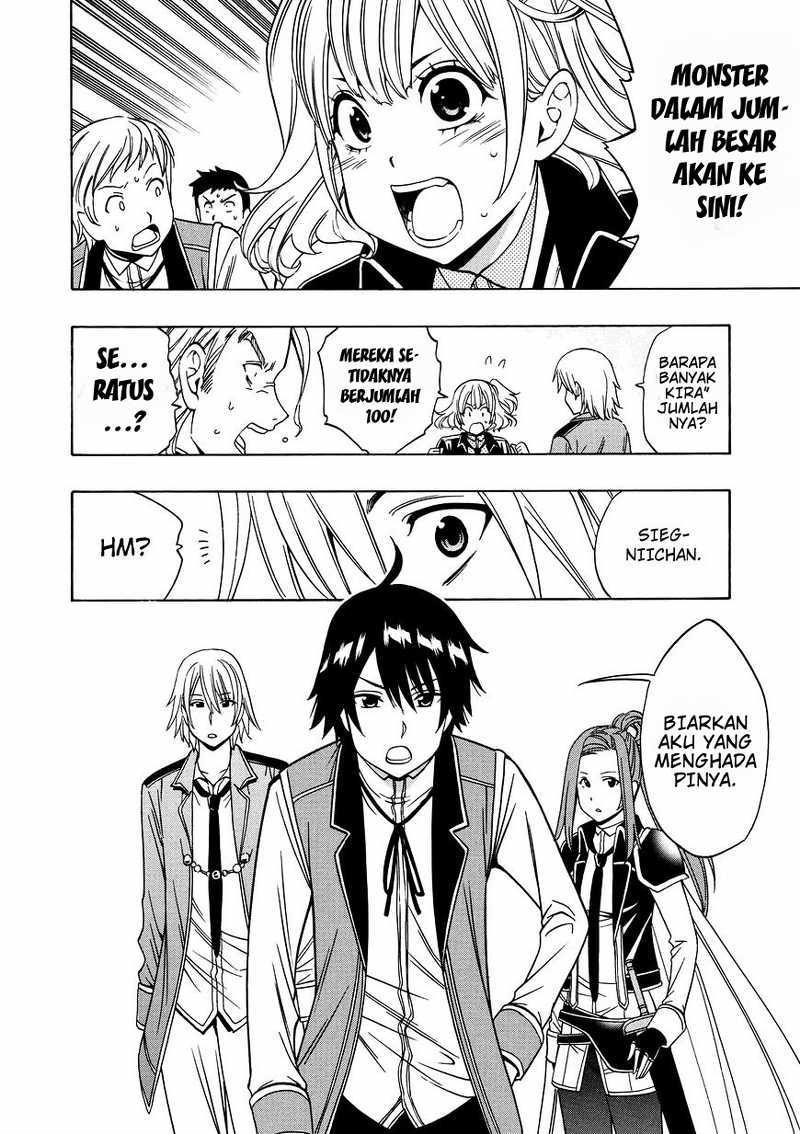 MONSTER
DALAM JUM-
LAH BESAR
AKAN KE
SINI!
BARAPA
BANYAK
KIRA"
JUMLAH
NYA?
MEREKA SE-
TIDAKNYA
BERJUMLAH
100!
SE...
RATUS
...?
SIEG-
NIICHAN.
HM?
BIARKAN
AKU YANG
MENGHADA
PINYA.